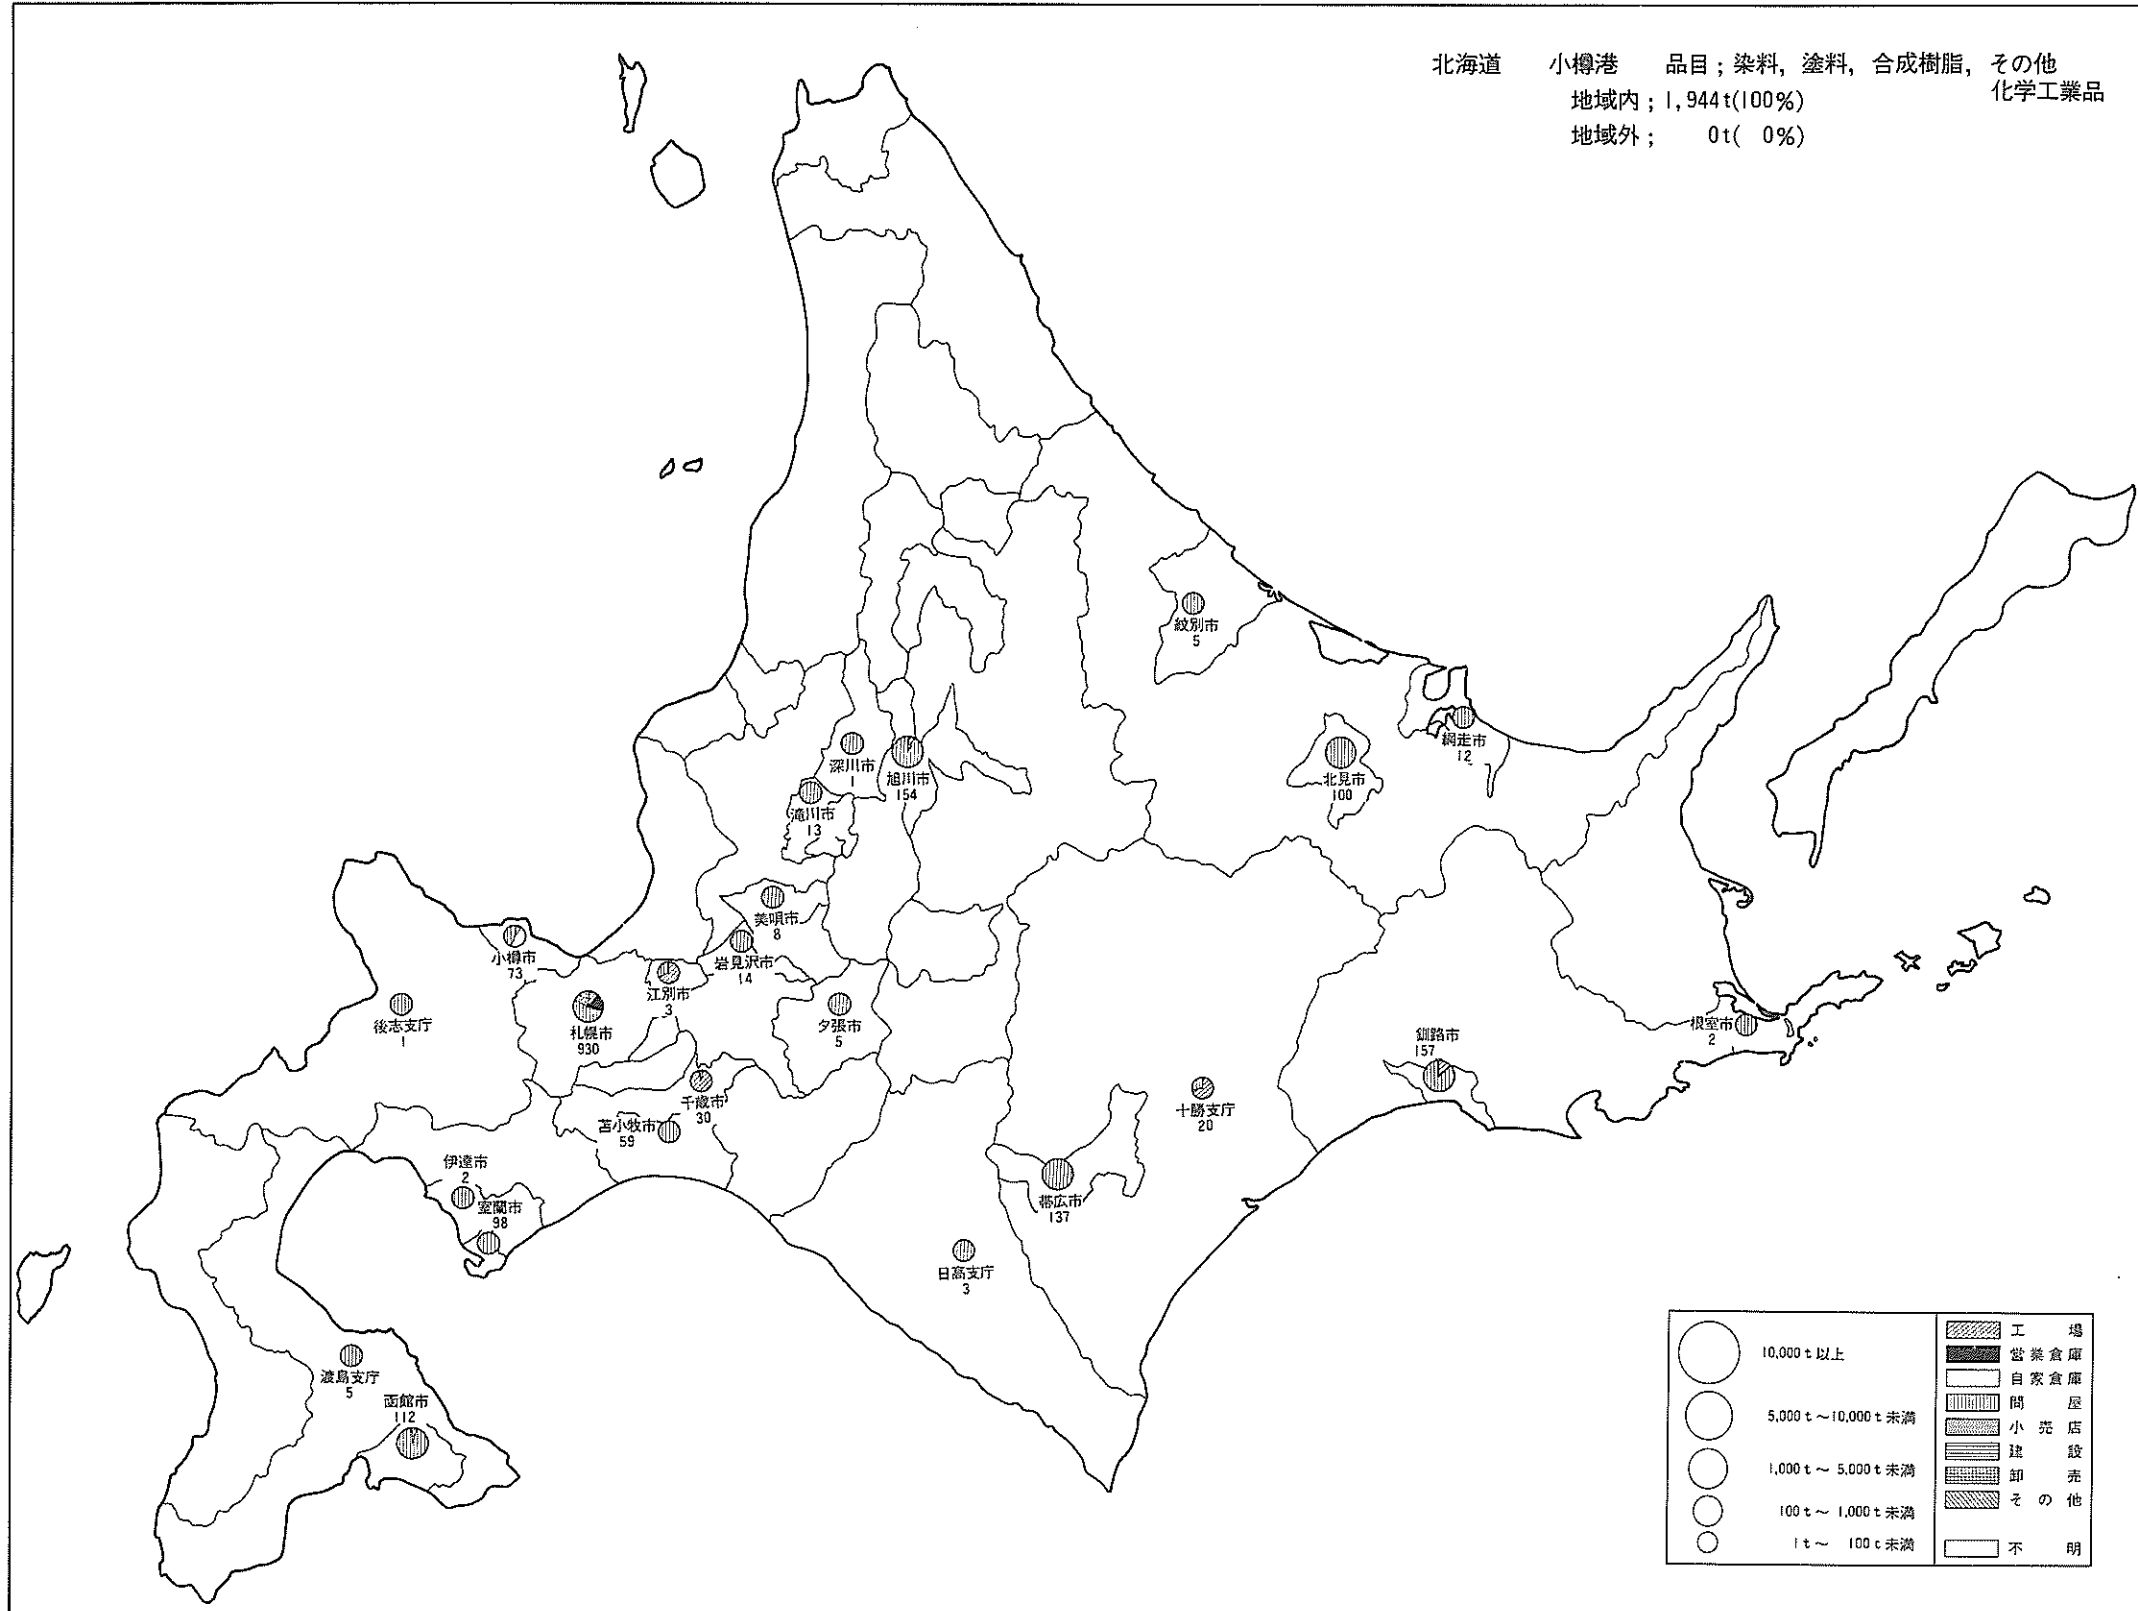 北海道 小樽港 品目；染料，塗料，合成樹脂，その他
化学工業品
地域内；1,944t(100%)
地域外； 0t( 0%)
紋別市
5
網走市
12
北見市
100
深川市
1
旭川市
154
滝川市
13
美唄市
8
岩見沢市
14
小樽市
73
江別市
3
札幌市
930
後志支庁
1
夕張市
5
千歳市
30
苫小牧市
59
釧路市
157
根室市
2
十勝支庁
20
帯広市
137
伊達市
2
室蘭市
98
日高支庁
3
渡島支庁
5
函館市
112
10,000t以上
5,000t～10,000t未満
1,000t～5,000t未満
100t～1,000t未満
1t～100t未満
工場
営業倉庫
自家倉庫
問屋
小売店
建設
卸売
その他
不明